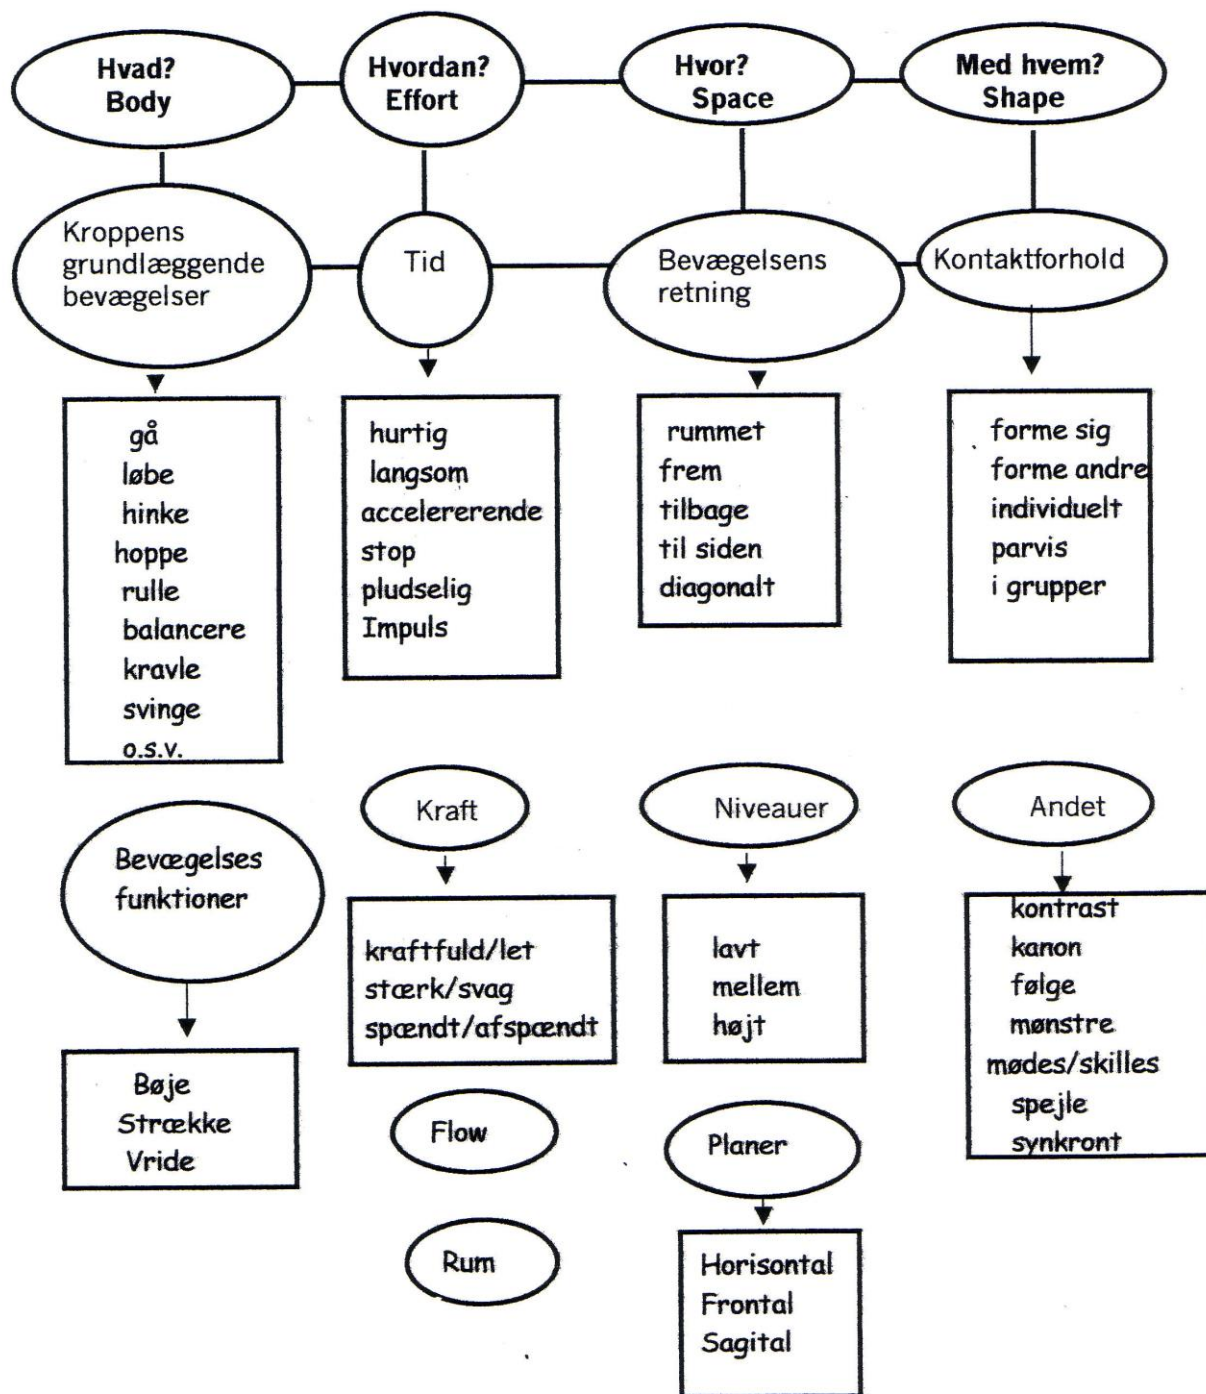 Hvad?
Body
Hvordan?
Effort
Hvor?
Space
Med hvem?
Shape
Kroppens
grundlæggende
bevægelser
Tid
Bevægelsens
retning
Kontaktforhold
gå
løbe
hinke
hoppe
rulle
balancere
kravle
svinge
o.s.v.
hurtig
langsom
accelererende
stop
pludselig
Impuls
rummet
frem
tilbage
til siden
diagonalt
forme sig
forme andre
individuelt
parvis
i grupper
Bevægelses
funktioner
Bøje
Strække
Vride
Kraft
kraftfuld/let
stærk/svag
spændt/afspændt
Flow
Rum
Niveauer
lavt
mellem
højt
Planer
Horisontal
Frontal
Sagital
Andet
kontrast
kanon
følge
mønstre
mødes/skilles
spejle
synkront